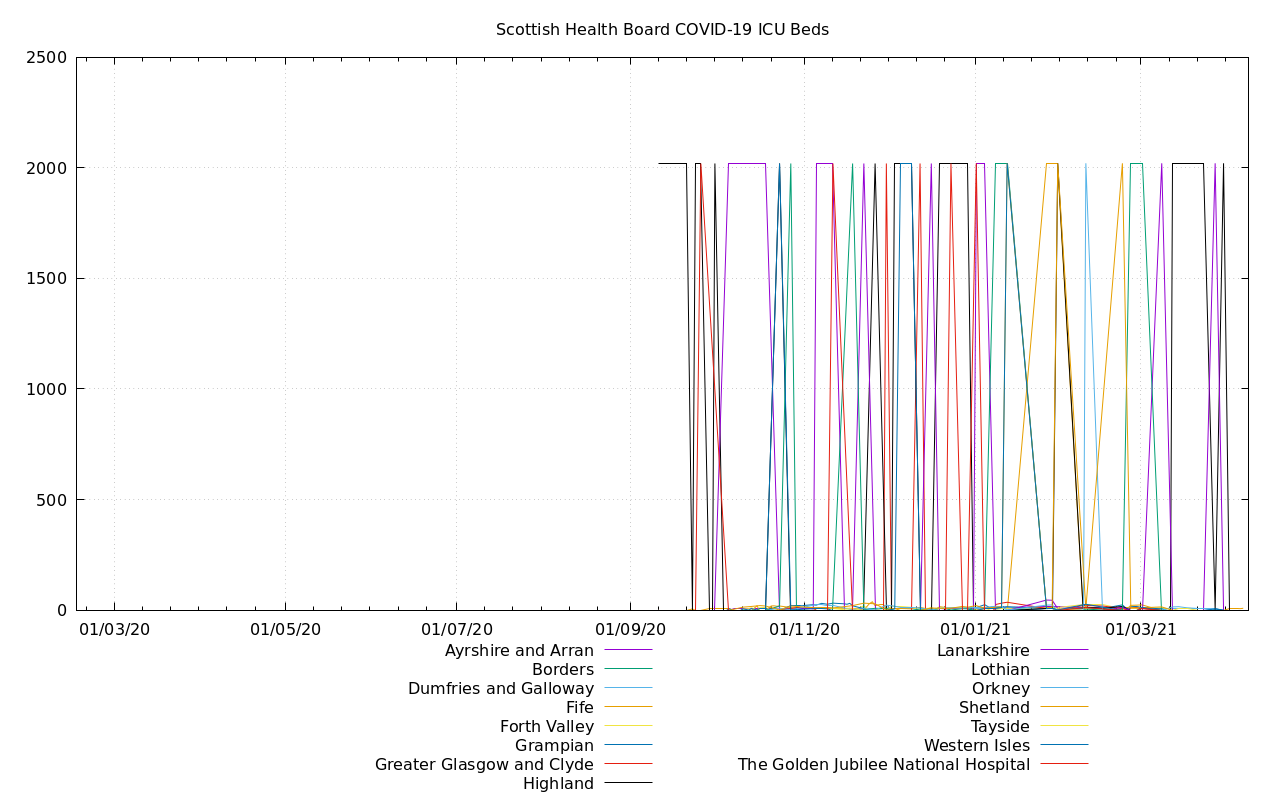 Scottish Health Board COVID-19 ICU Beds
2500
2000
1500
1000
500
0
01/03/20 01/05/20 01/07/20 01/09/20 01/11/20 01/01/21 01/03/21
Ayrshire and Arran
Borders
Dumfries and Galloway
Fife
Forth Valley
Grampian
Greater Glasgow and Clyde
Highland
Lanarkshire
Lothian
Orkney
Shetland
Tayside
Western Isles
The Golden Jubilee National Hospital